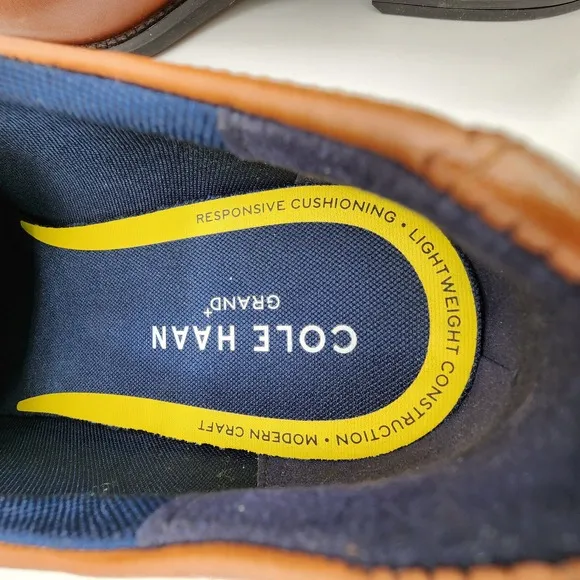 RESPONSIVE CUSHIONING • LIGHTWEIGHT CONSTRUCTION • MODERN CRAFT
COLE HAAN
GRAND+